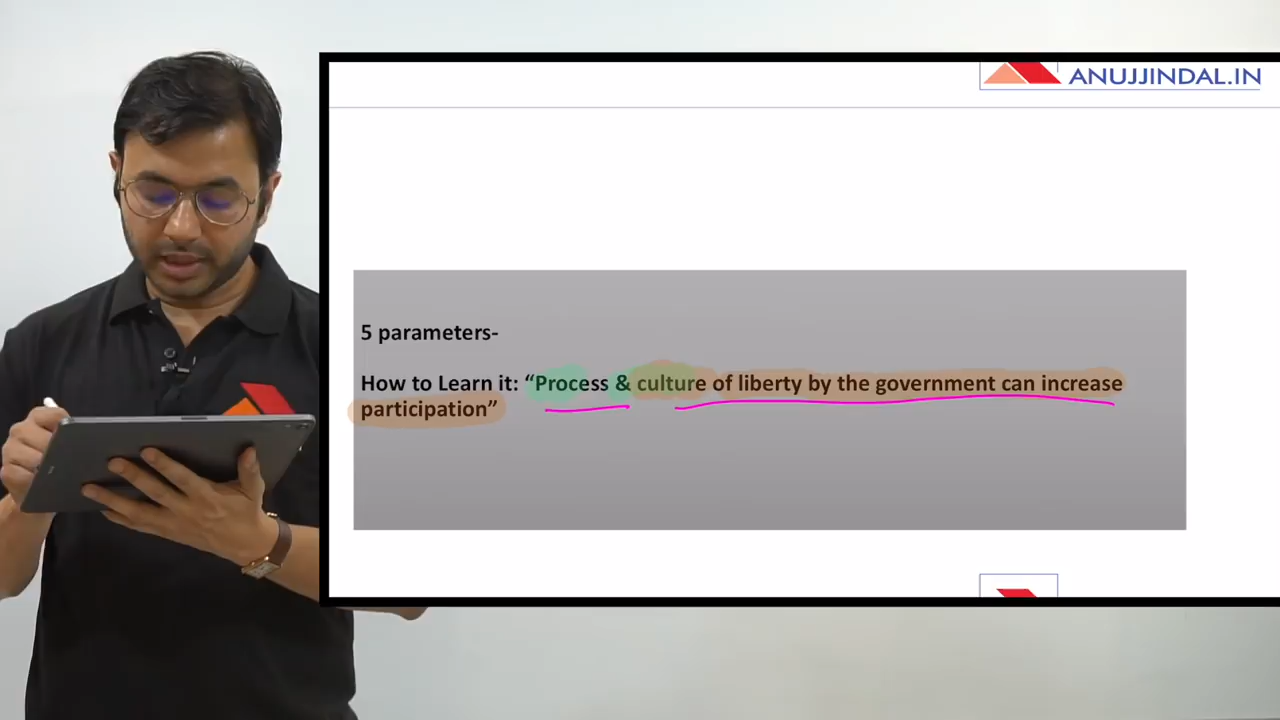 ANUJJINDAL.IN
5 parameters-
How to Learn it: “Process & culture of liberty by the government can increase
participation”